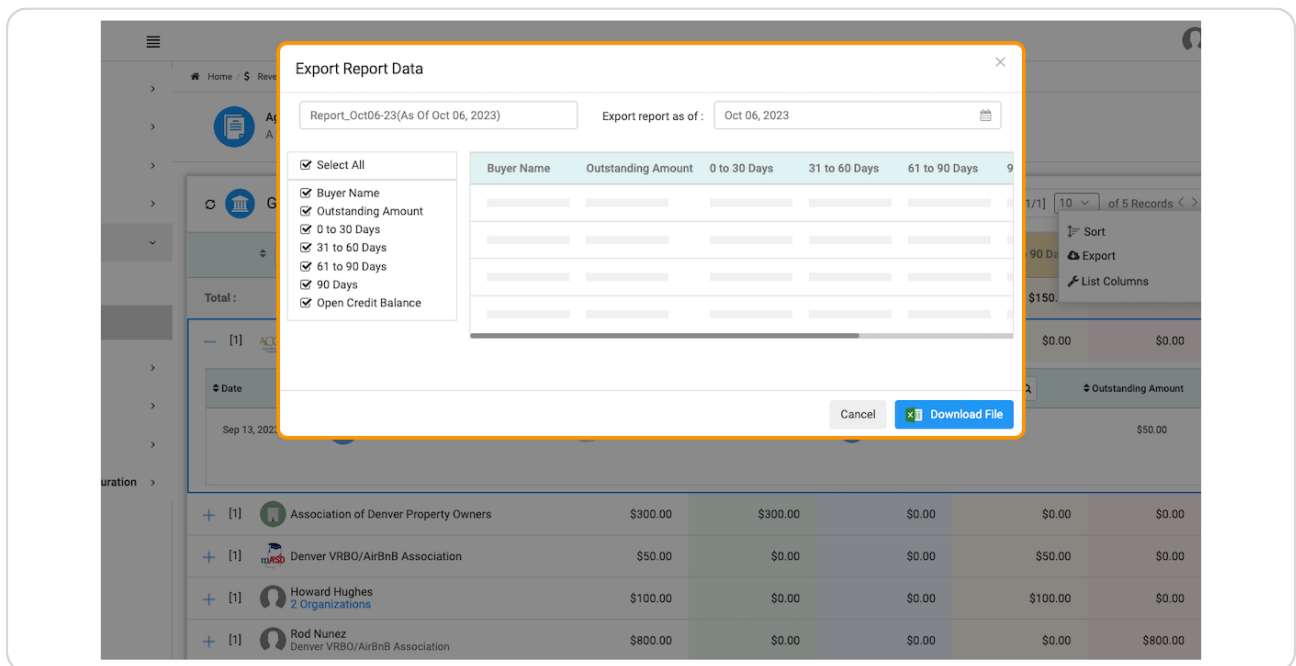 Home / $ Reve
Export Report Data
Report_Oct06-23(As Of Oct 06, 2023)
Export report as of :
Oct 06, 2023
A
Select All
Buyer Name
Outstanding Amount
0 to 30 Days
31 to 60 Days
61 to 90 Days
90 Days
Open Credit Balance
Buyer Name Outstanding Amount 0 to 30 Days 31 to 60 Days 61 to 90 Days 9
G
1/1] 10 of 5 Records
Sort
Export
List Columns
90 Da
Total :
$150.
[1] $0.00 $0.00
Date
Outstanding Amount
Cancel
Download File
Sep 13, 2023
$50.00
uration
[1] Association of Denver Property Owners $300.00 $300.00 $0.00 $0.00 $0.00
[1] mASD Denver VRBO/AirBnB Association $50.00 $0.00 $0.00 $50.00 $0.00
[1] Howard Hughes $100.00 $0.00 $0.00 $100.00 $0.00
2 Organizations
[1] Rod Nunez $800.00 $0.00 $0.00 $0.00 $800.00
Denver VRBO/AirBnB Association